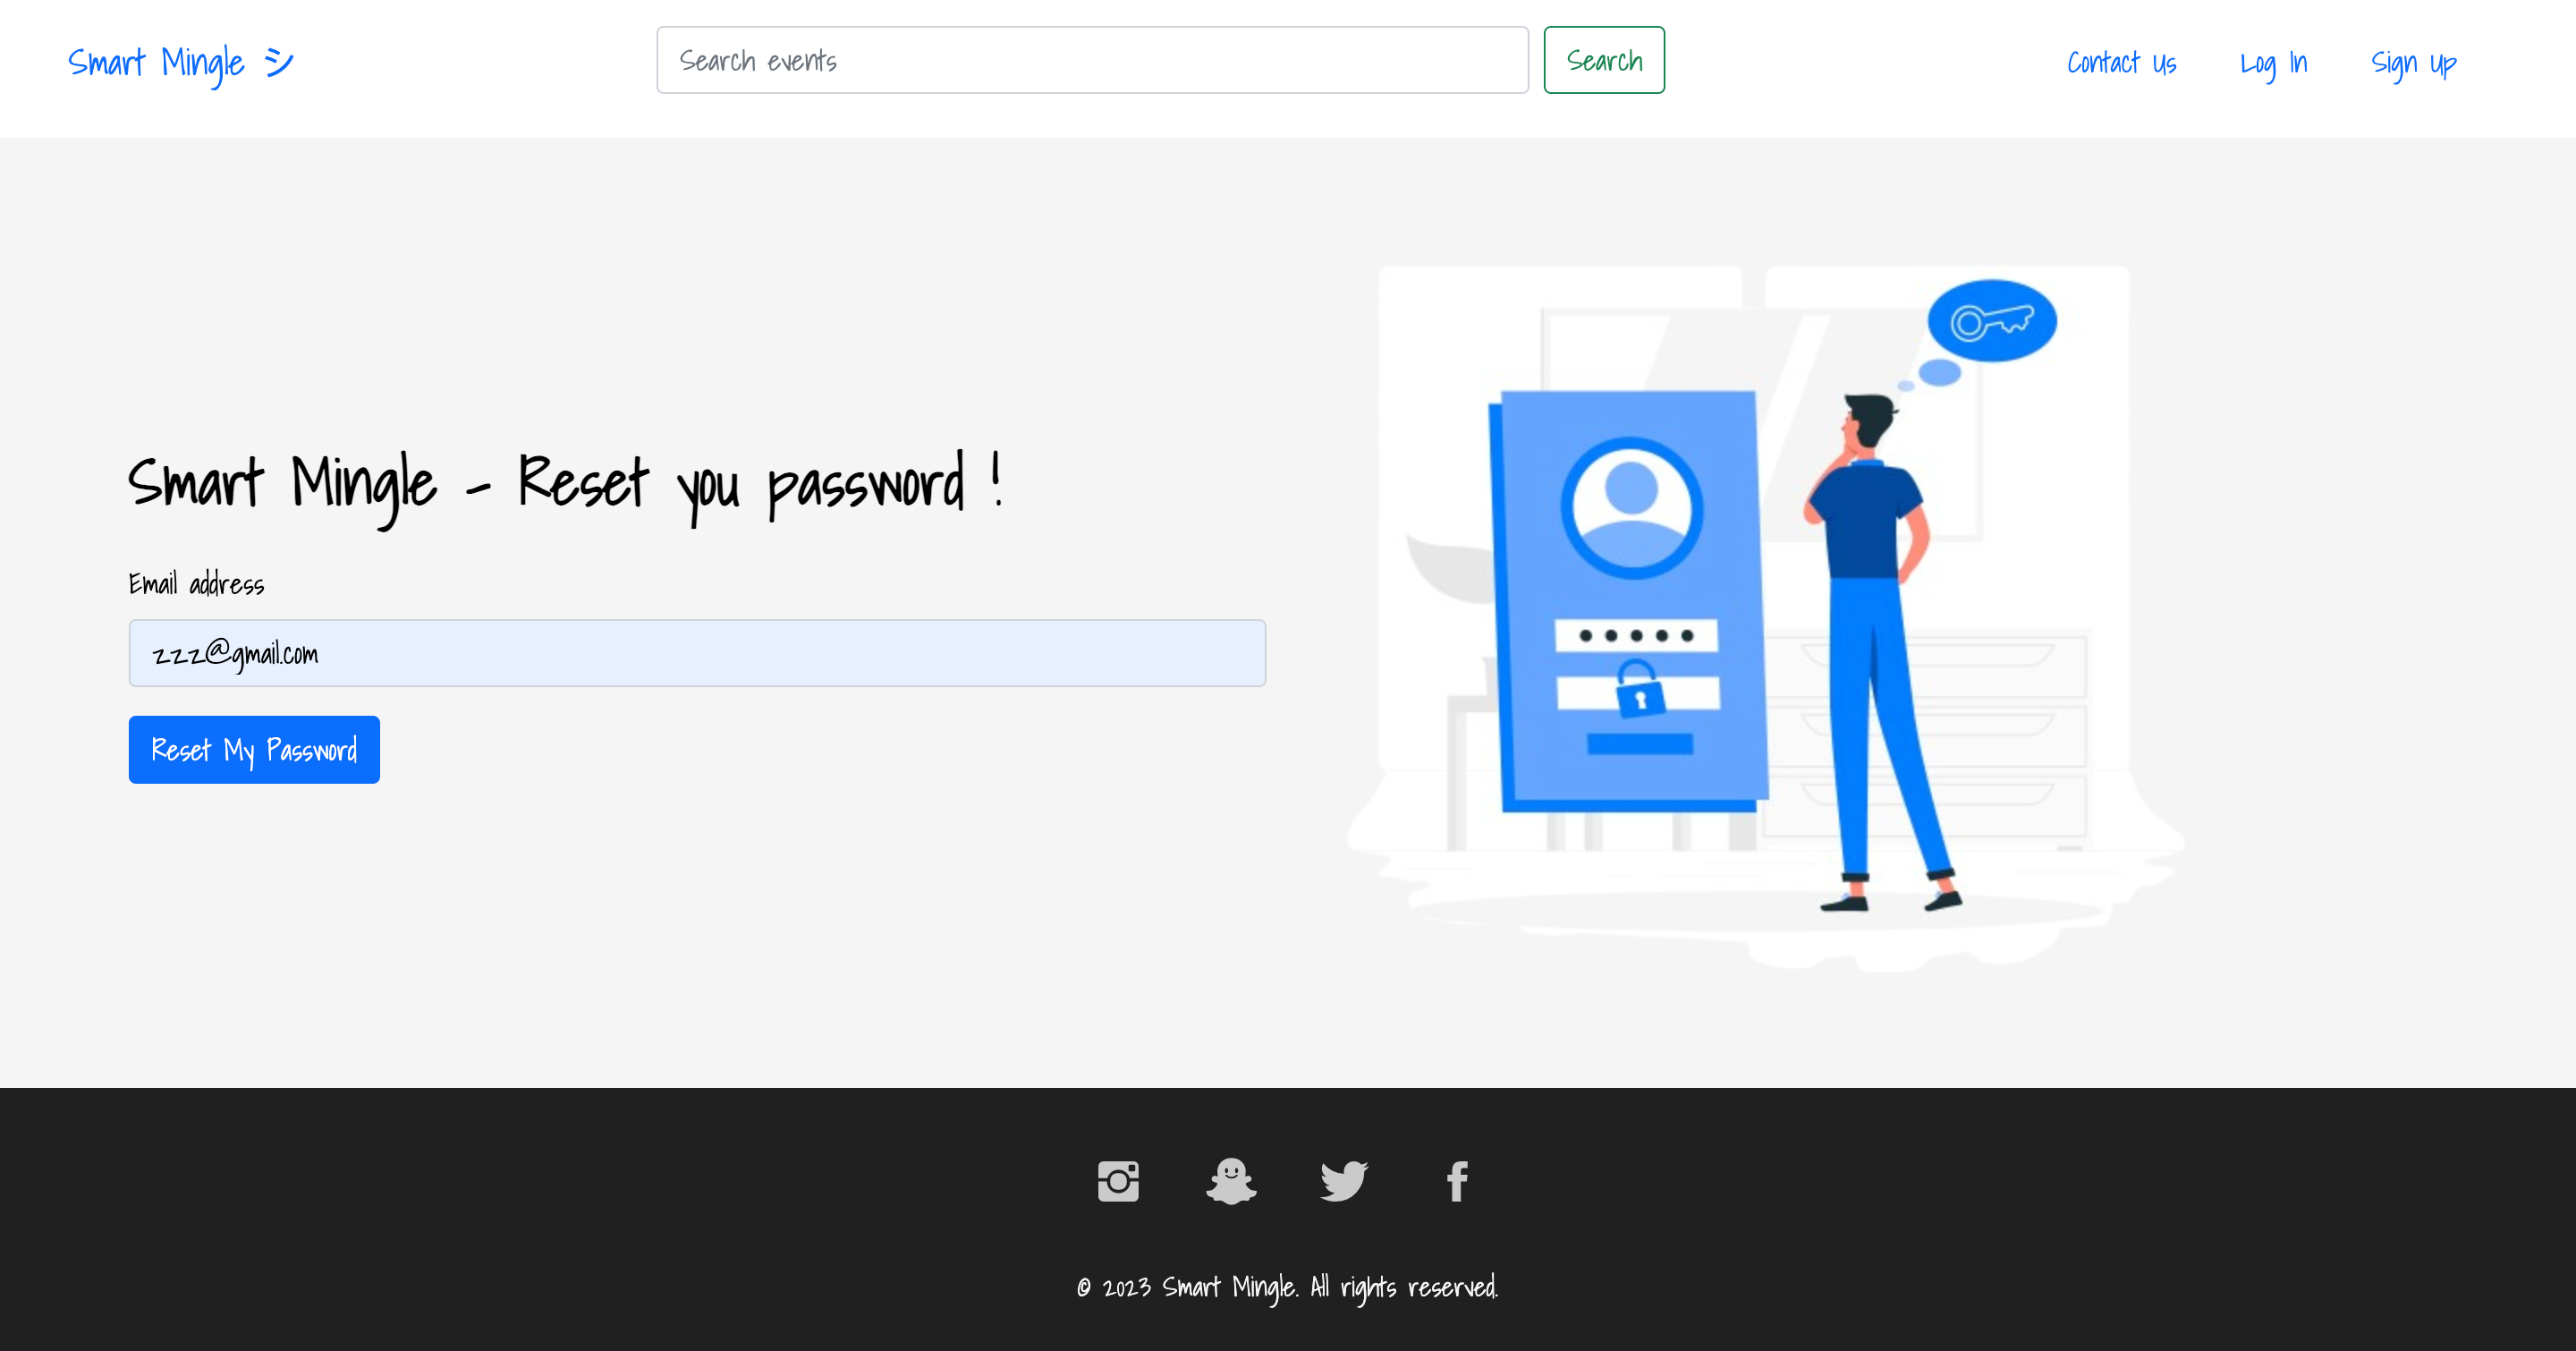 Smart Mingle シ
Search events
Search
Contact Us
Log In
Sign Up
Smart Mingle - Reset you password !
Email address
zzz@gmail.com
Reset My Password
© 2023 Smart Mingle. All rights reserved.